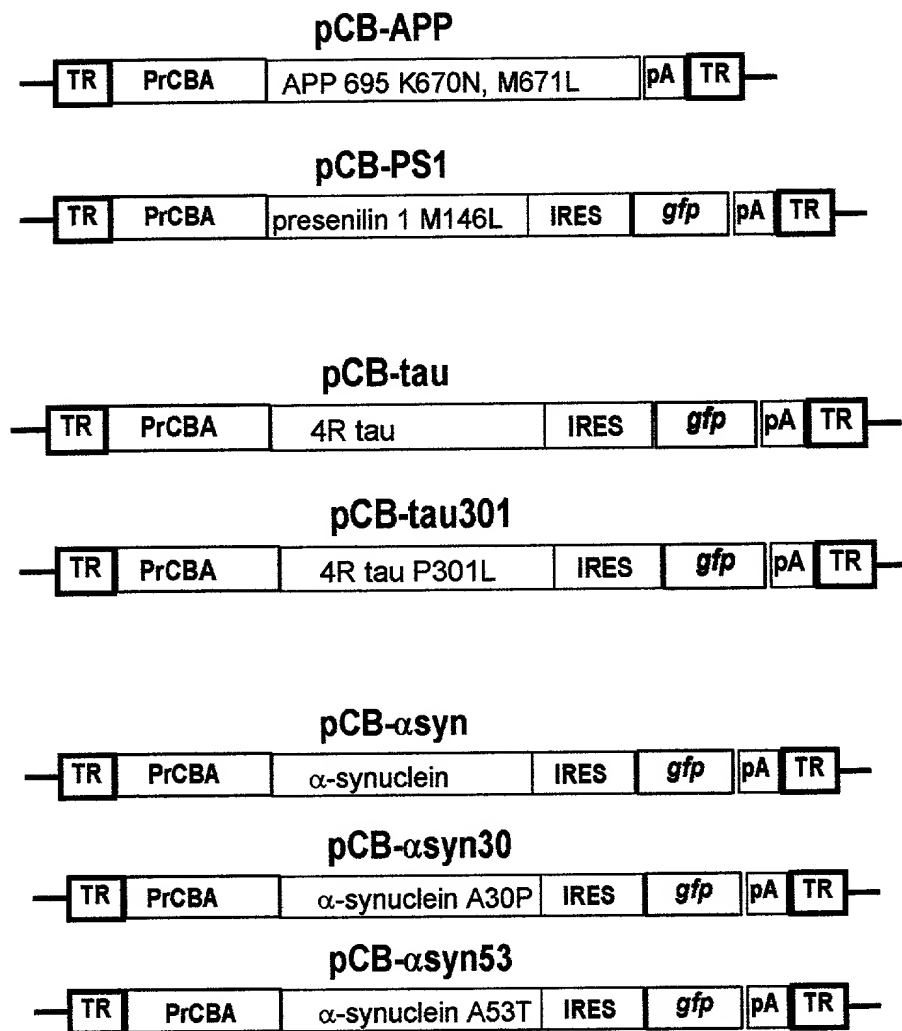 pCB-APP
TR PrCBA APP 695 K670N, M671L pA TR
pCB-PS1
TR PrCBA presenilin 1 M146L IRES gfp pA TR
pCB-tau
TR PrCBA 4R tau IRES gfp pA TR
pCB-tau301
TR PrCBA 4R tau P301L IRES gfp pA TR
pCB-αsyn
TR PrCBA α-synuclein IRES gfp pA TR
pCB-αsyn30
TR PrCBA α-synuclein A30P IRES gfp pA TR
pCB-αsyn53
TR PrCBA α-synuclein A53T IRES gfp pA TR